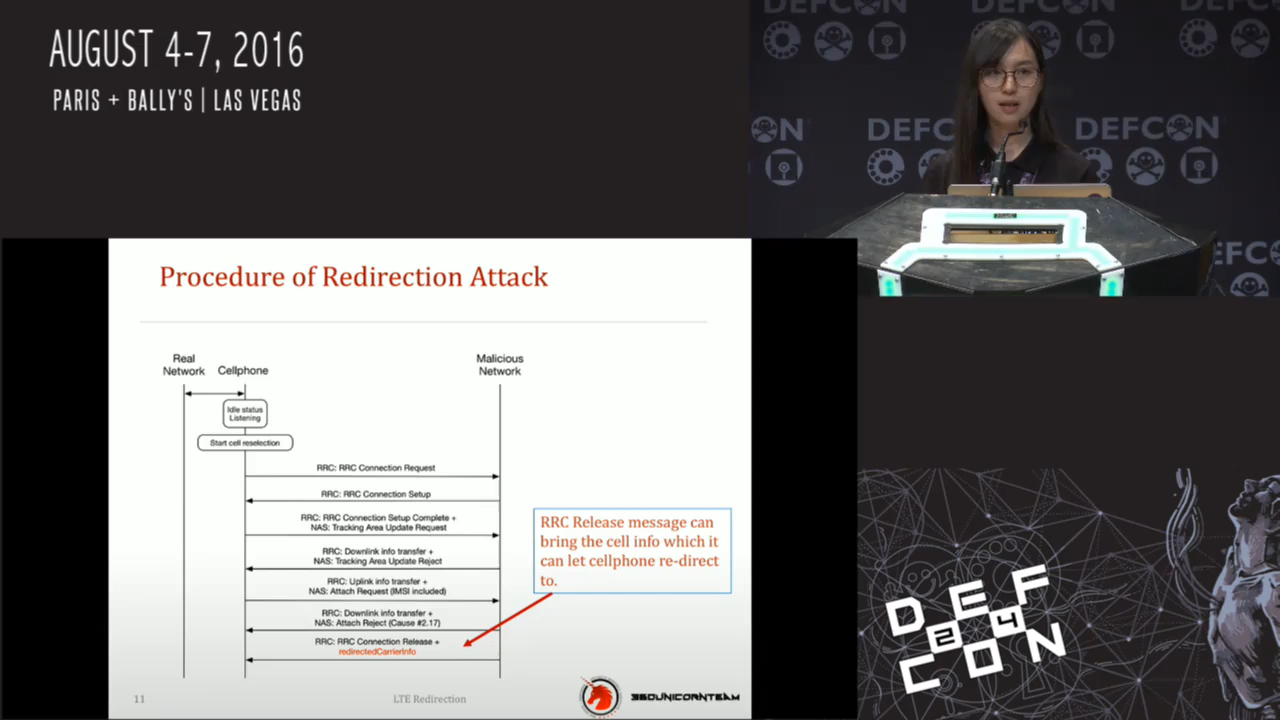 AUGUST 4-7, 2016
PARIS + BALLY'S | LAS VEGAS
DEFCON
DEFCON
DEFCON
Procedure of Redirection Attack
Real
Network
Cellphone
Malicious
Network
Idle status
Listening
Start cell reselection
RRC: RRC Connection Request
RRC: RRC Connection Setup
RRC: RRC Connection Setup Complete +
NAS: Tracking Area Update Request
RRC: Downlink info transfer +
NAS: Tracking Area Update Reject
RRC: Uplink info transfer +
NAS: Attach Request (IMSI included)
RRC: Downlink info transfer +
NAS: Attach Reject (Cause #2.17)
RRC: RRC Connection Release +
redirectedCarrierInfo
RRC Release message can
bring the cell info which it
can let cellphone re-direct
to.
11
LTE Redirection
360UNICORNTEAM
DEF
24
CON